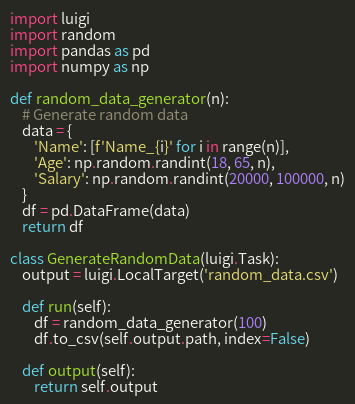 import luigi
import random
import pandas as pd
import numpy as np

def random_data_generator(n):
    # Generate random data
    data = {
        'Name': [f'Name_{i}' for i in range(n)],
        'Age': np.random.randint(18, 65, n),
        'Salary': np.random.randint(20000, 100000, n)
    }
    df = pd.DataFrame(data)
    return df

class GenerateRandomData(luigi.Task):
    output = luigi.LocalTarget('random_data.csv')

    def run(self):
        df = random_data_generator(100)
        df.to_csv(self.output.path, index=False)

    def output(self):
        return self.output